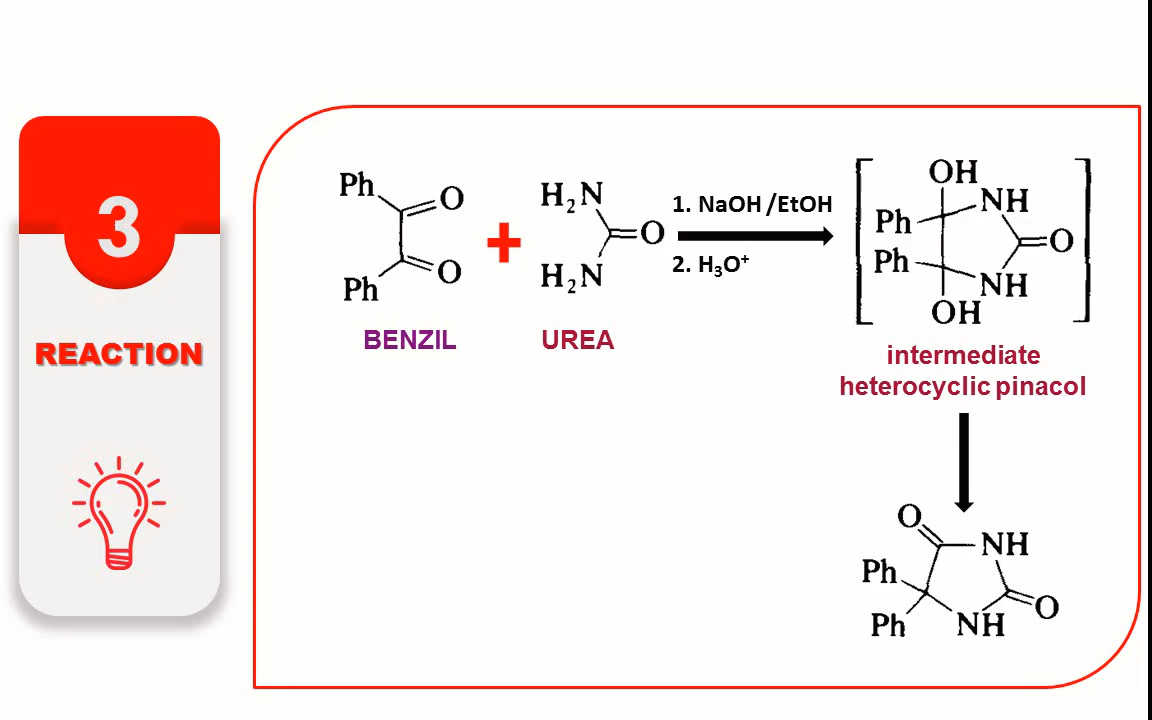 3
REACTION
Ph
O
O
Ph
+
H₂N
O
H₂N
1. NaOH /EtOH
2. H₃O⁺
OH
NH
Ph
O
Ph
NH
OH
BENZIL
UREA
intermediate
heterocyclic pinacol
O
NH
Ph
O
Ph
NH